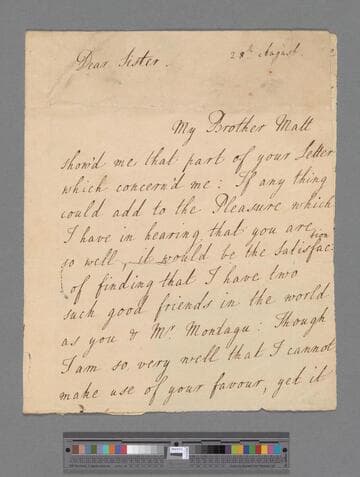 Dear Sister.
28th August.
My Brother Matt
show'd me that part of your Letter
which concern'd me: If any thing
could add to the Pleasure which
I have in hearing that you are
so well, it would be the satisfac:tion
of finding that I have two
such good friends in the world
as you & Mr. Montagu: Though
I am so very well that I cannot
make use of your favour, yet it